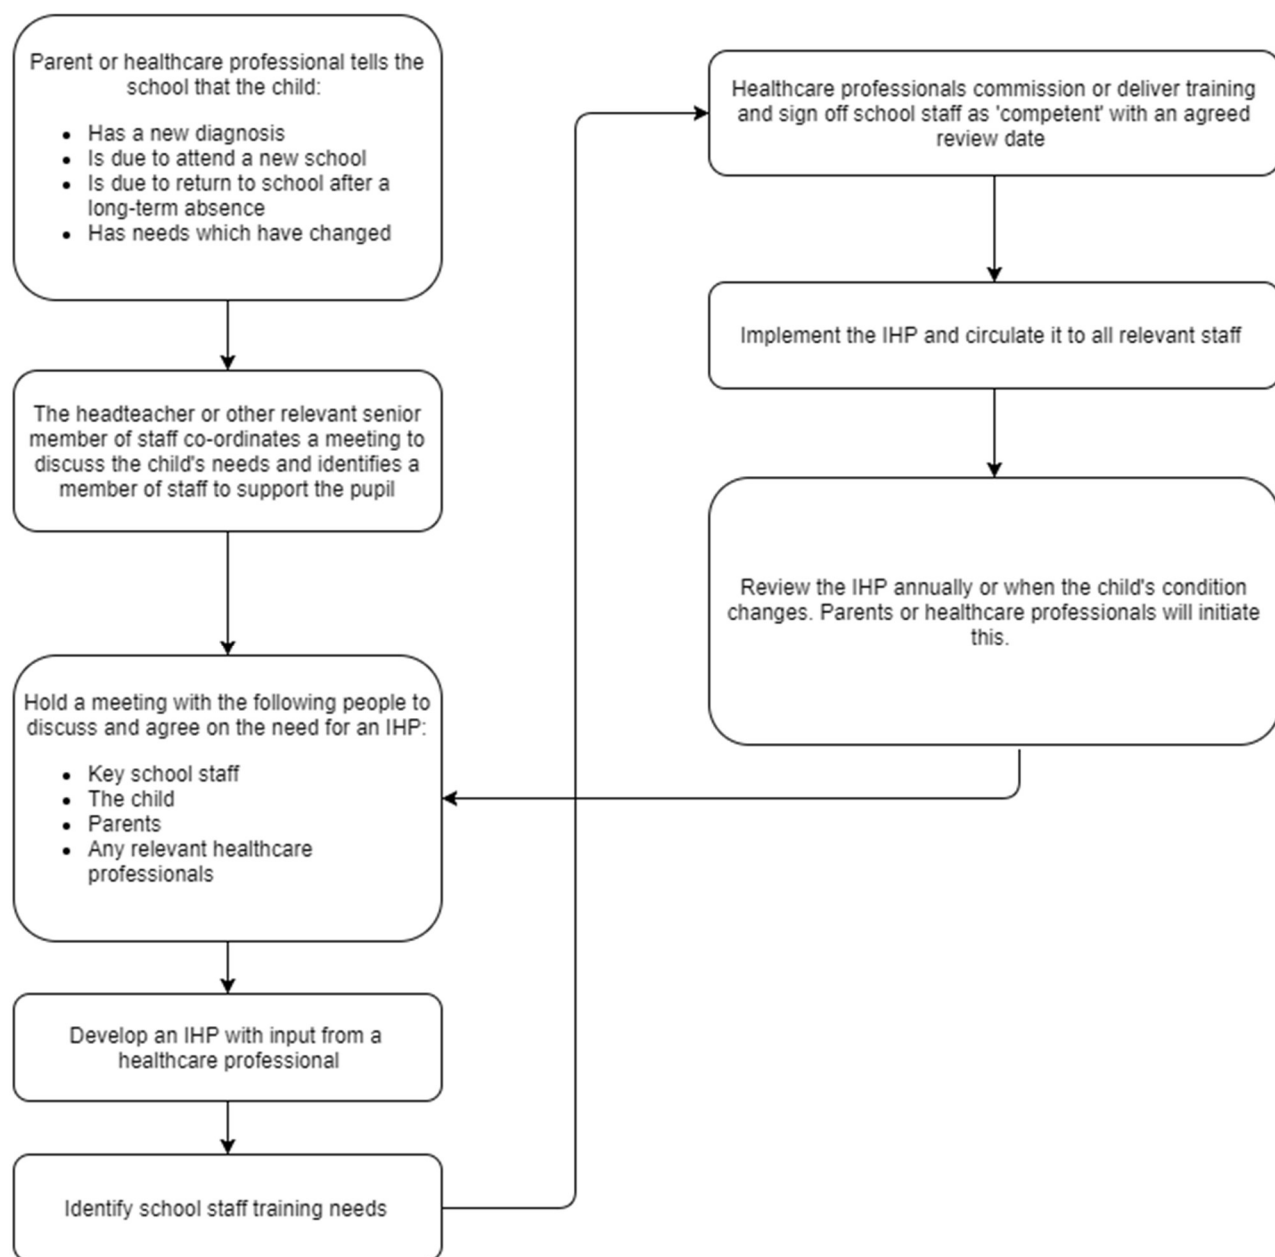 Parent or healthcare professional tells the
school that the child:
• Has a new diagnosis
• Is due to attend a new school
• Is due to return to school after a
long-term absence
• Has needs which have changed
The headteacher or other relevant senior
member of staff co-ordinates a meeting to
discuss the child's needs and identifies a
member of staff to support the pupil
Hold a meeting with the following people to
discuss and agree on the need for an IHP:
• Key school staff
• The child
• Parents
• Any relevant healthcare
professionals
Develop an IHP with input from a
healthcare professional
Identify school staff training needs
Healthcare professionals commission or deliver training
and sign off school staff as 'competent' with an agreed
review date
Implement the IHP and circulate it to all relevant staff
Review the IHP annually or when the child's condition
changes. Parents or healthcare professionals will initiate
this.